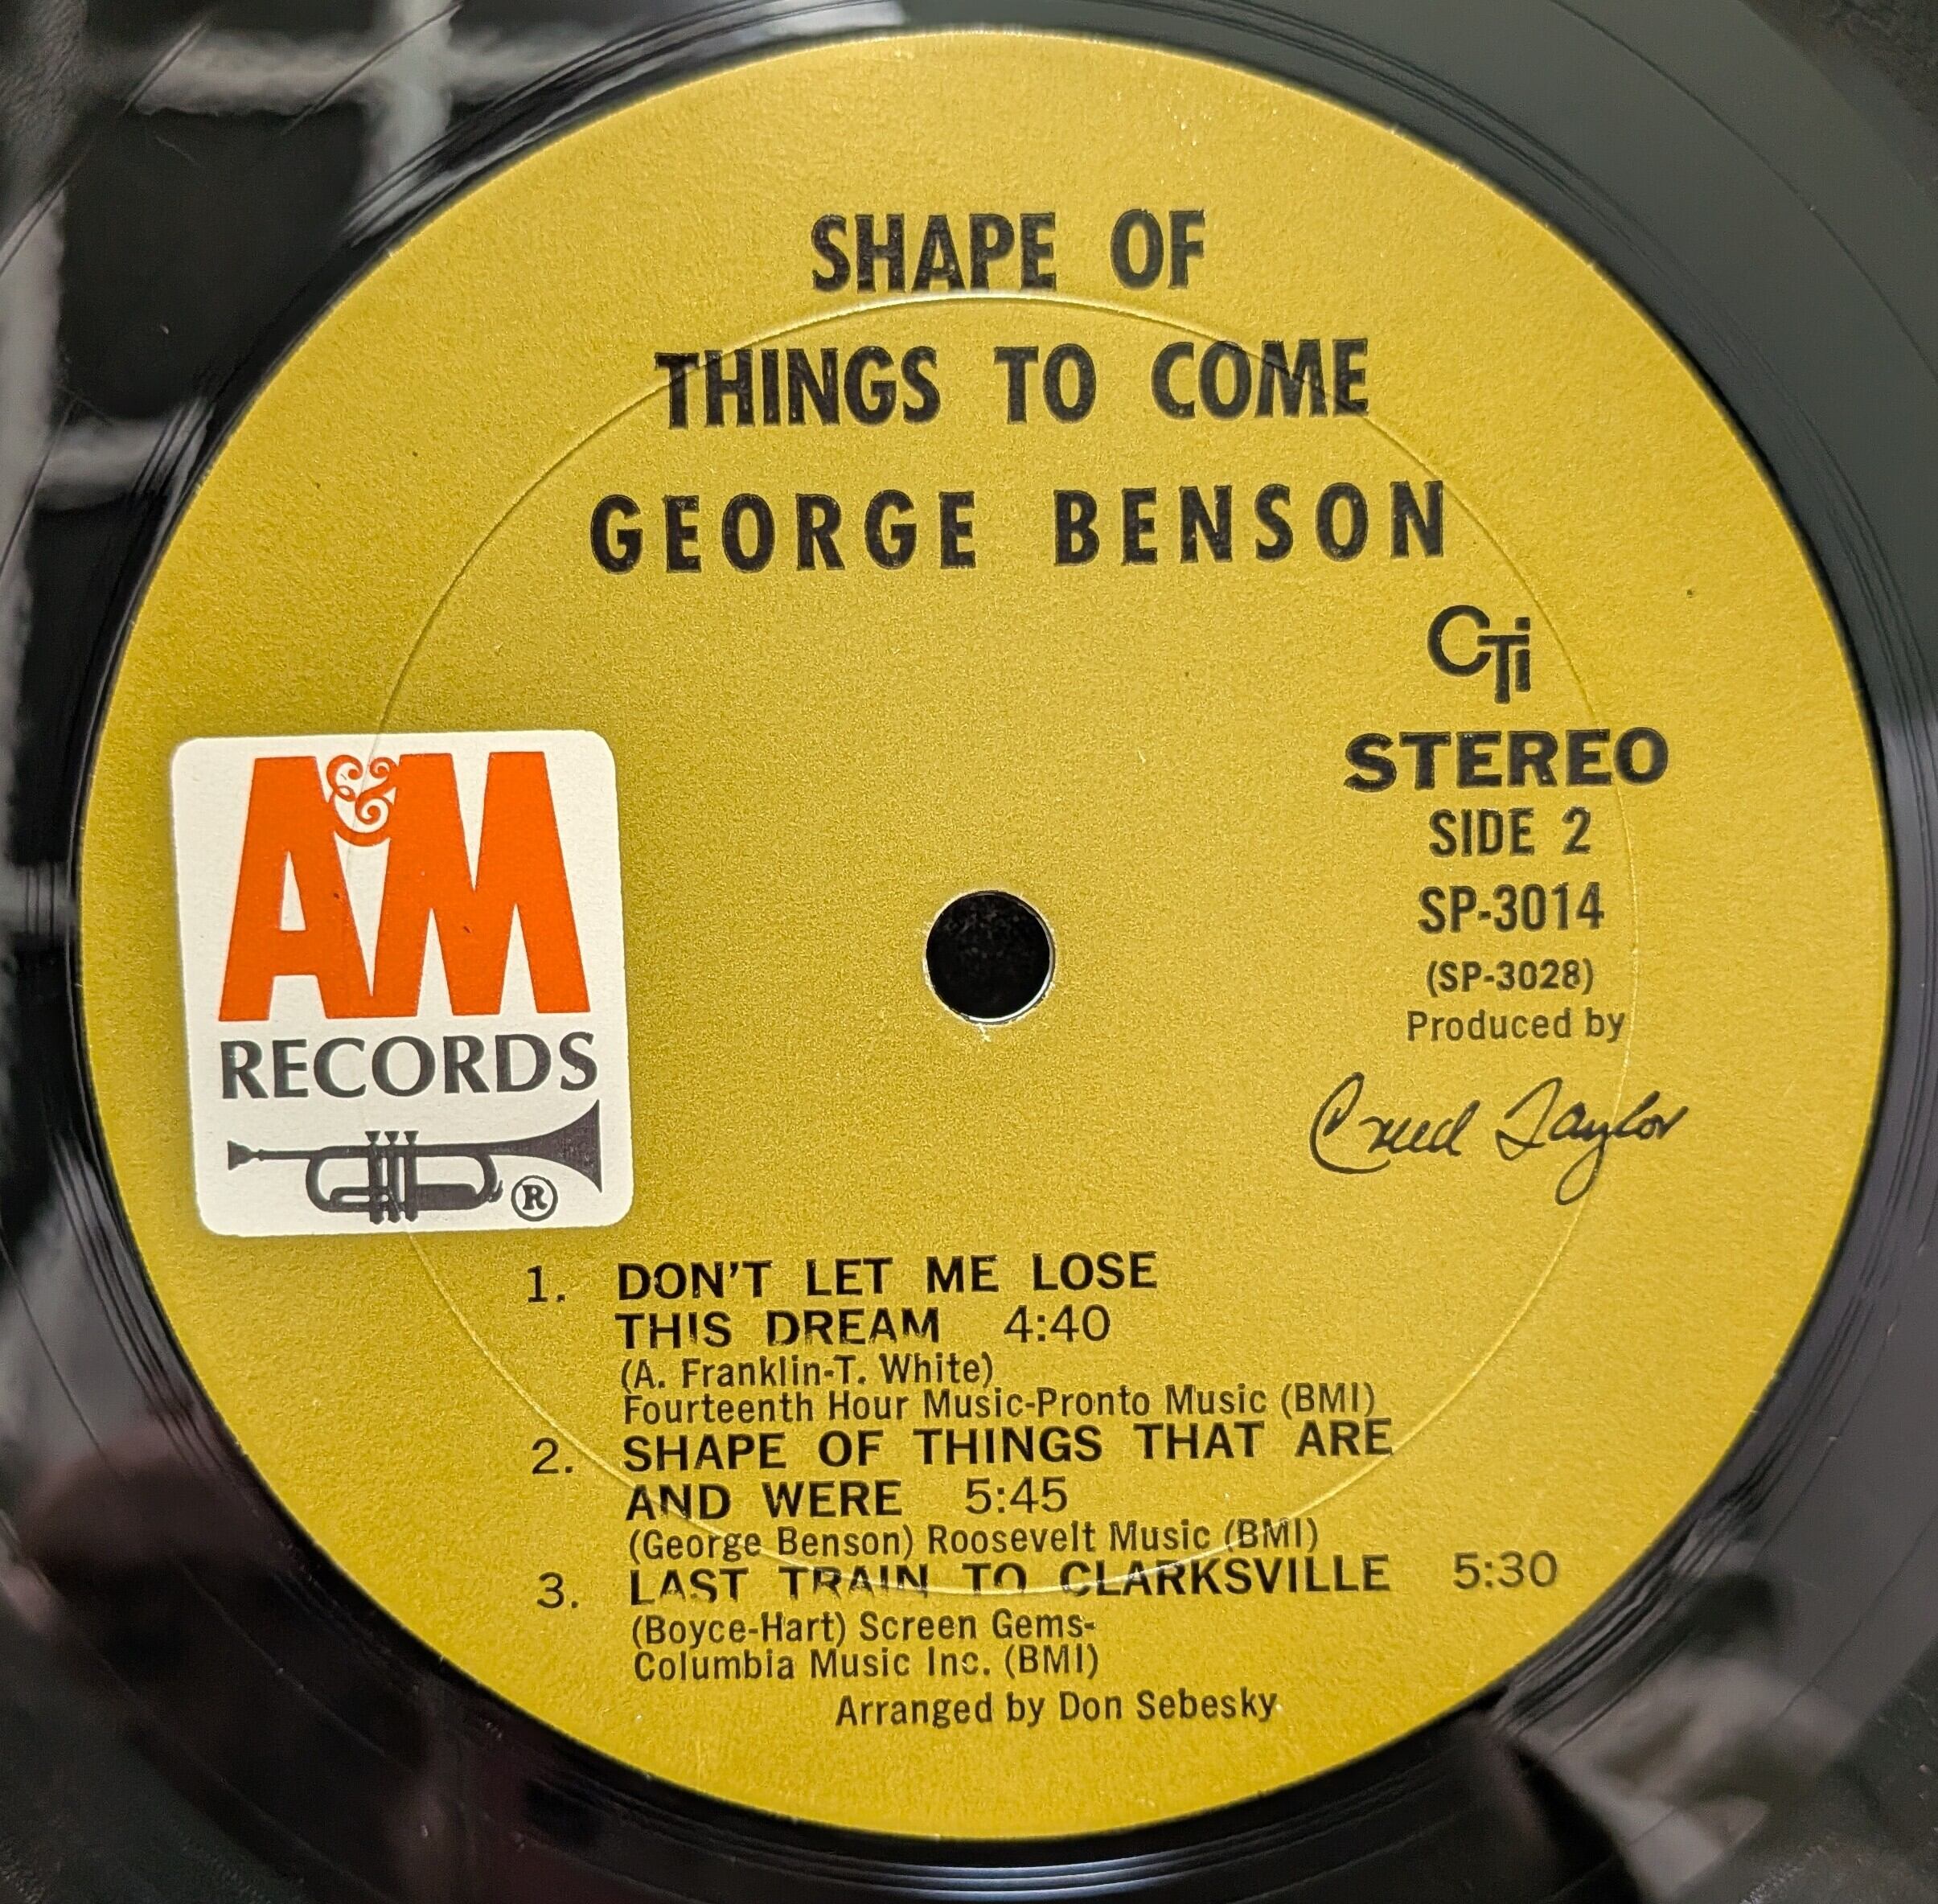 SHAPE OF
THINGS TO COME
GEORGE BENSON
CTi
STEREO
SIDE 2
SP-3014
(SP-3028)
Produced by
Creed Taylor
A&M
RECORDS
®
1. DON'T LET ME LOSE
THIS DREAM 4:40
(A. Franklin-T. White)
Fourteenth Hour Music-Pronto Music (BMI)
2. SHAPE OF THINGS THAT ARE
AND WERE 5:45
(George Benson) Roosevelt Music (BMI)
3. LAST TRAIN TO CLARKSVILLE 5:30
(Boyce-Hart) Screen Gems-
Columbia Music Inc. (BMI)
Arranged by Don Sebesky